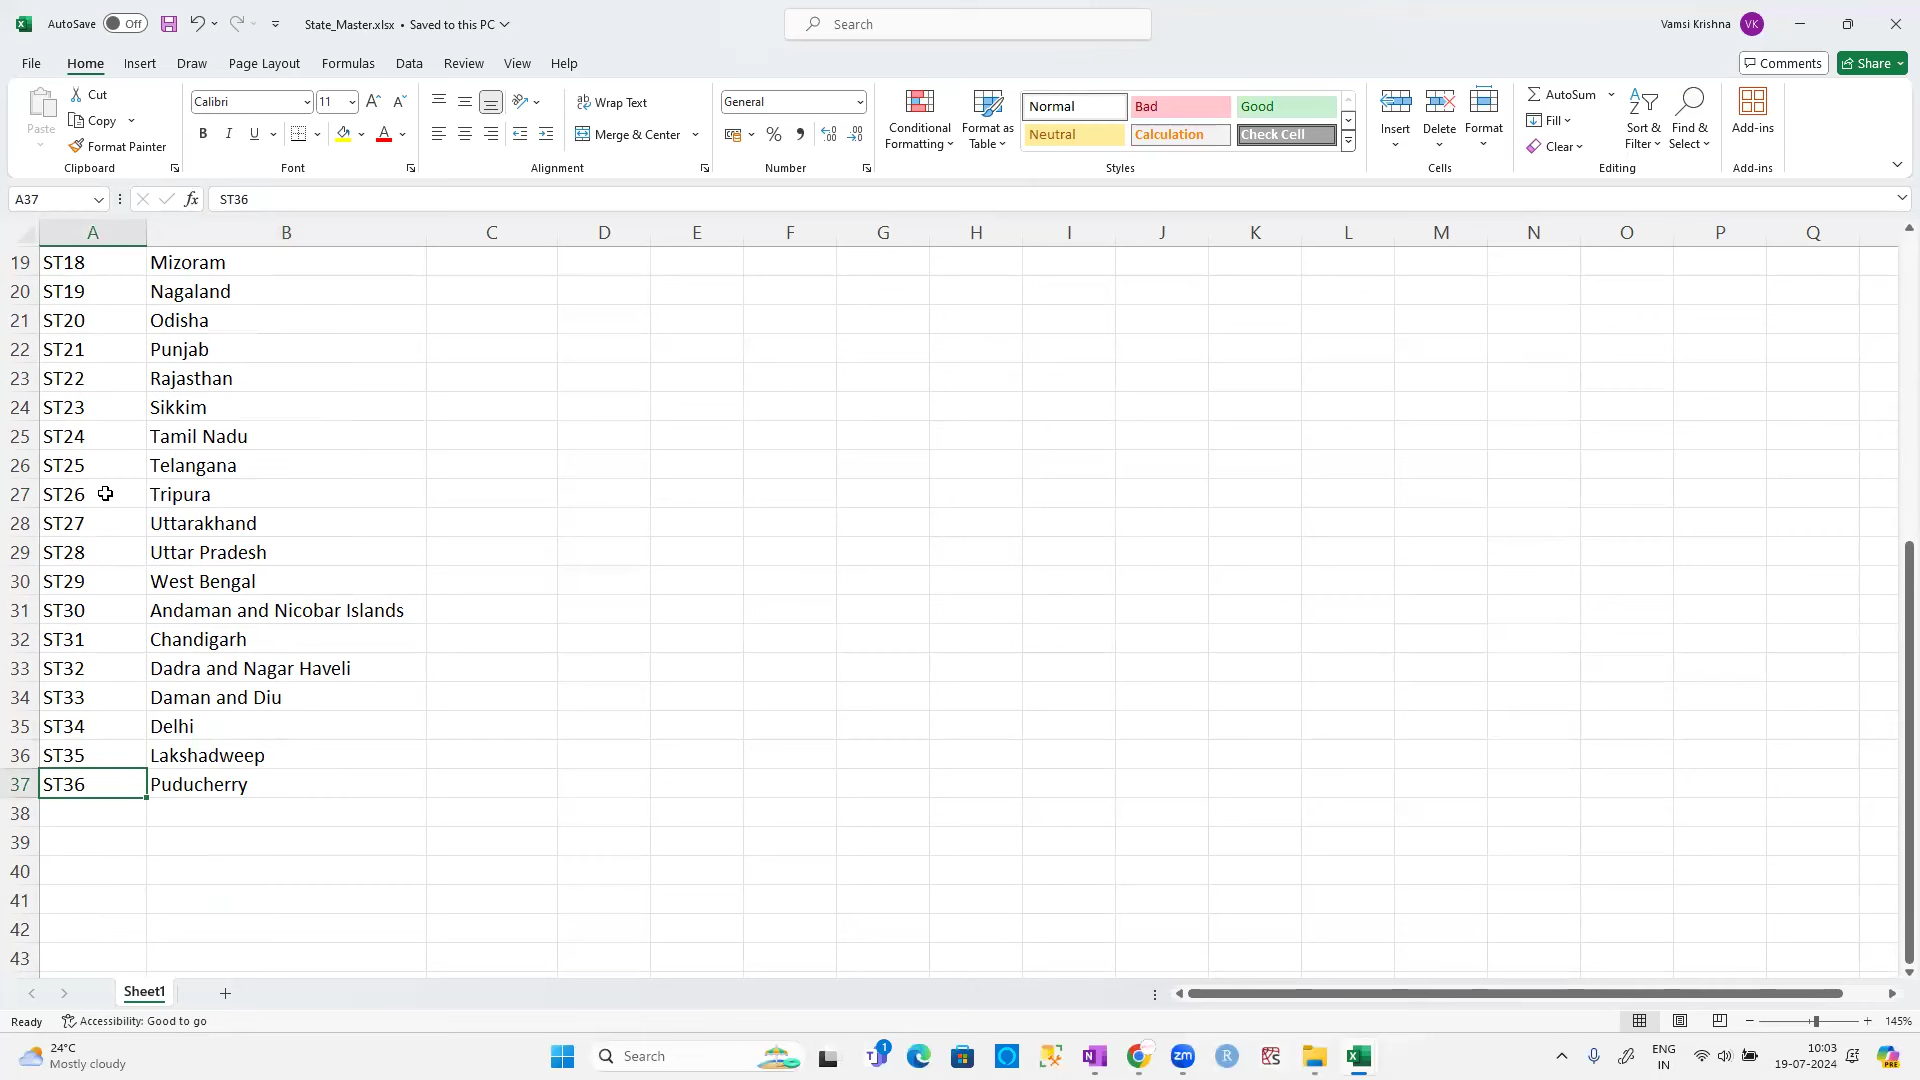 AutoSave Off State_Master.xlsx • Saved to this PC Search Vamsi Krishna VK
File Home Insert Draw Page Layout Formulas Data Review View Help Comments Share
Paste Cut Copy Format Painter Clipboard
Calibri 11 B I U A Font
Wrap Text Merge & Center Alignment
General % Number
Conditional Formatting Format as Table
Normal Bad Good
Neutral Calculation Check Cell
Styles
Insert Delete Format Cells
AutoSum Fill Clear Sort & Filter Find & Select Editing
Add-ins Add-ins
A37 fx ST36
A B C D E F G H I J K L M N O P Q
19 ST18 Mizoram
20 ST19 Nagaland
21 ST20 Odisha
22 ST21 Punjab
23 ST22 Rajasthan
24 ST23 Sikkim
25 ST24 Tamil Nadu
26 ST25 Telangana
27 ST26 Tripura
28 ST27 Uttarakhand
29 ST28 Uttar Pradesh
30 ST29 West Bengal
31 ST30 Andaman and Nicobar Islands
32 ST31 Chandigarh
33 ST32 Dadra and Nagar Haveli
34 ST33 Daman and Diu
35 ST34 Delhi
36 ST35 Lakshadweep
37 ST36 Puducherry
38
39
40
41
42
43
Sheet1
Ready Accessibility: Good to go 145%
24°C
Mostly cloudy
Search
1
zm
R
ENG
IN
10:03
19-07-2024
PRE